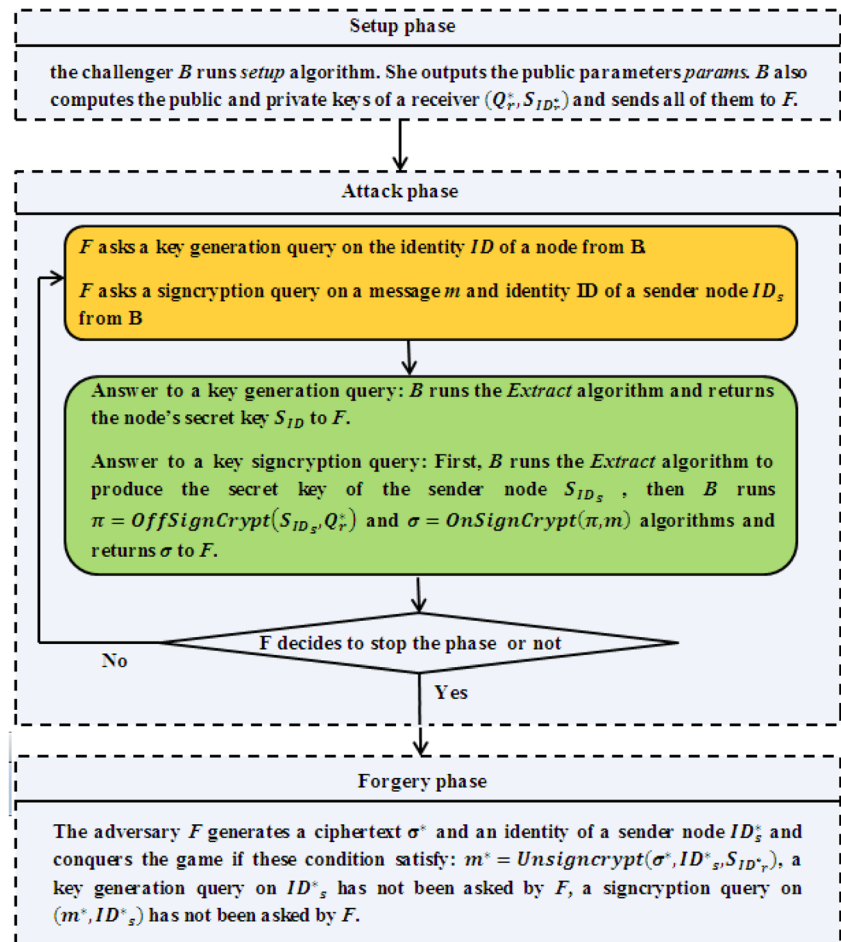 Setup phase
the challenger B runs setup algorithm. She outputs the public parameters params. B also
computes the public and private keys of a receiver (Q*r, S_ID*r) and sends all of them to F.
Attack phase
F asks a key generation query on the identity ID of a node from B.
F asks a signcryption query on a message m and identity ID of a sender node ID_s
from B
Answer to a key generation query: B runs the Extract algorithm and returns
the node's secret key S_ID to F.
Answer to a key signcryption query: First, B runs the Extract algorithm to
produce the secret key of the sender node S_ID_s , then B runs
π = OffSignCrypt(S_ID_s, Q*r) and σ = OnSignCrypt(π, m) algorithms and
returns σ to F.
F decides to stop the phase or not
No
Yes
Forgery phase
The adversary F generates a ciphertext σ* and an identity of a sender node ID*s and
conquers the game if these condition satisfy: m* = Unsigncrypt(σ*, ID*s, S_ID*r), a
key generation query on ID*s has not been asked by F, a signcryption query on
(m*, ID*s) has not been asked by F.